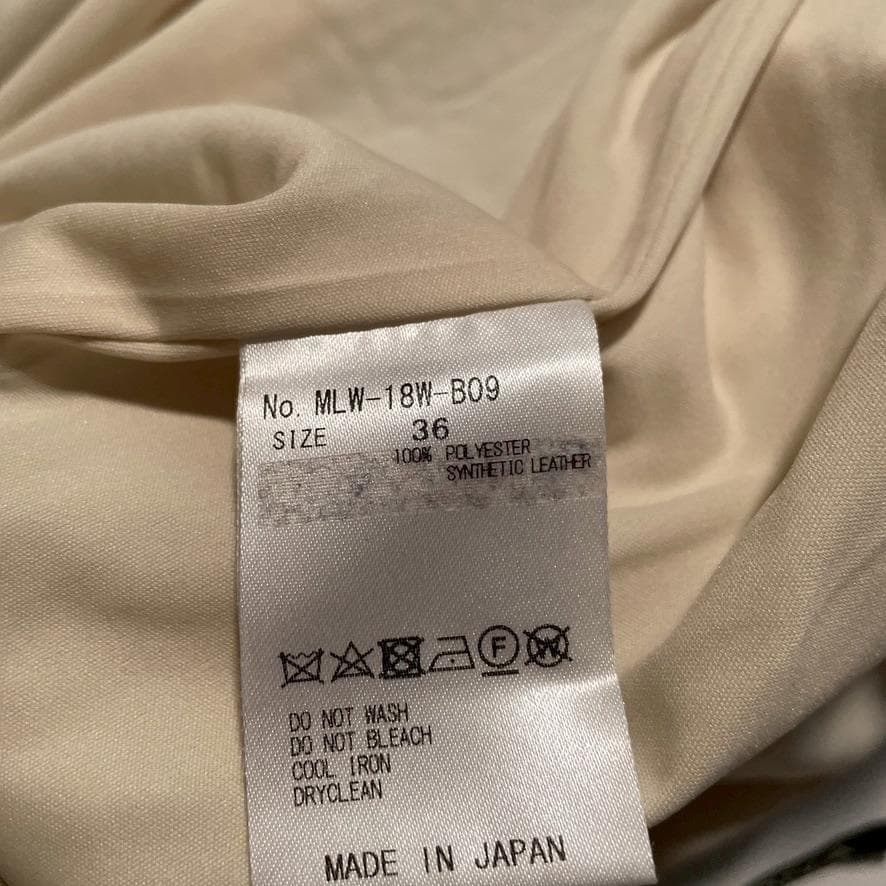 No. MLW-18W-B09
SIZE 36
100% POLYESTER
SYNTHETIC LEATHER
F W
DO NOT WASH
DO NOT BLEACH
COOL IRON
DRYCLEAN
MADE IN JAPAN